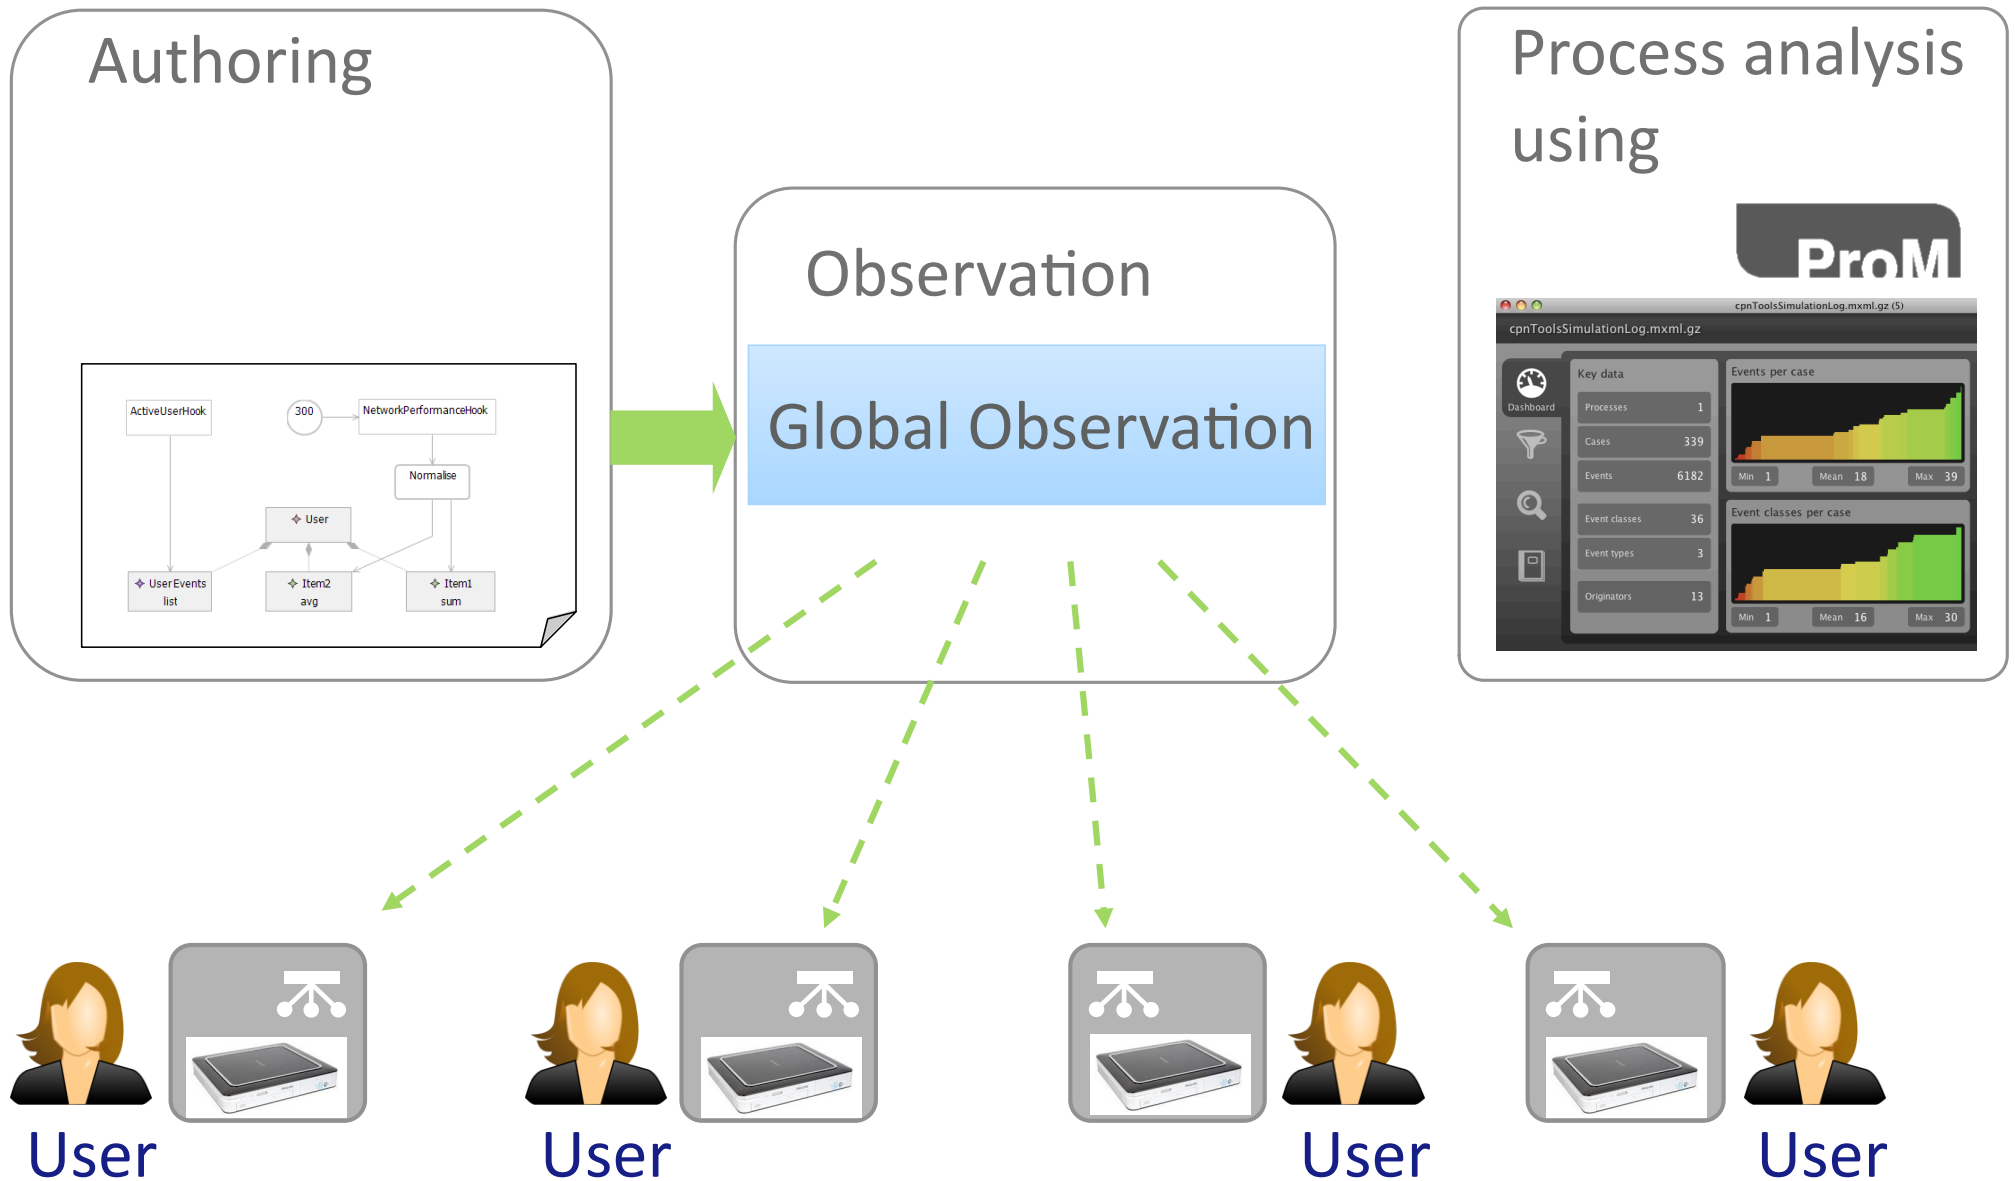 Authoring
ActiveUserHook
300
NetworkPerformanceHook
Normalise
User
UserEvents
list
Item2
avg
Item1
sum
Observation
Global Observation
Process analysis
using
ProM
cpnToolsSimulationLog.mxml.gz (5)
cpnToolsSimulationLog.mxml.gz
Dashboard
Key data
Processes 1
Cases 339
Events 6182
Event classes 36
Event types 3
Originators 13
Events per case
Min 1 Mean 18 Max 39
Event classes per case
Min 1 Mean 16 Max 30
User
User
User
User